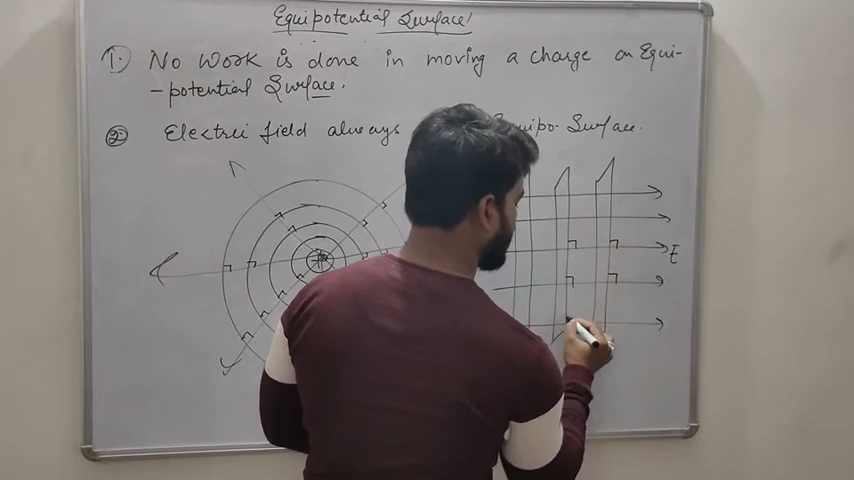 Equipotential Surface!
1. No work is done in moving a charge on Equi-
-potential Surface.
2 Electric field always Equipo. Surface.
+
E